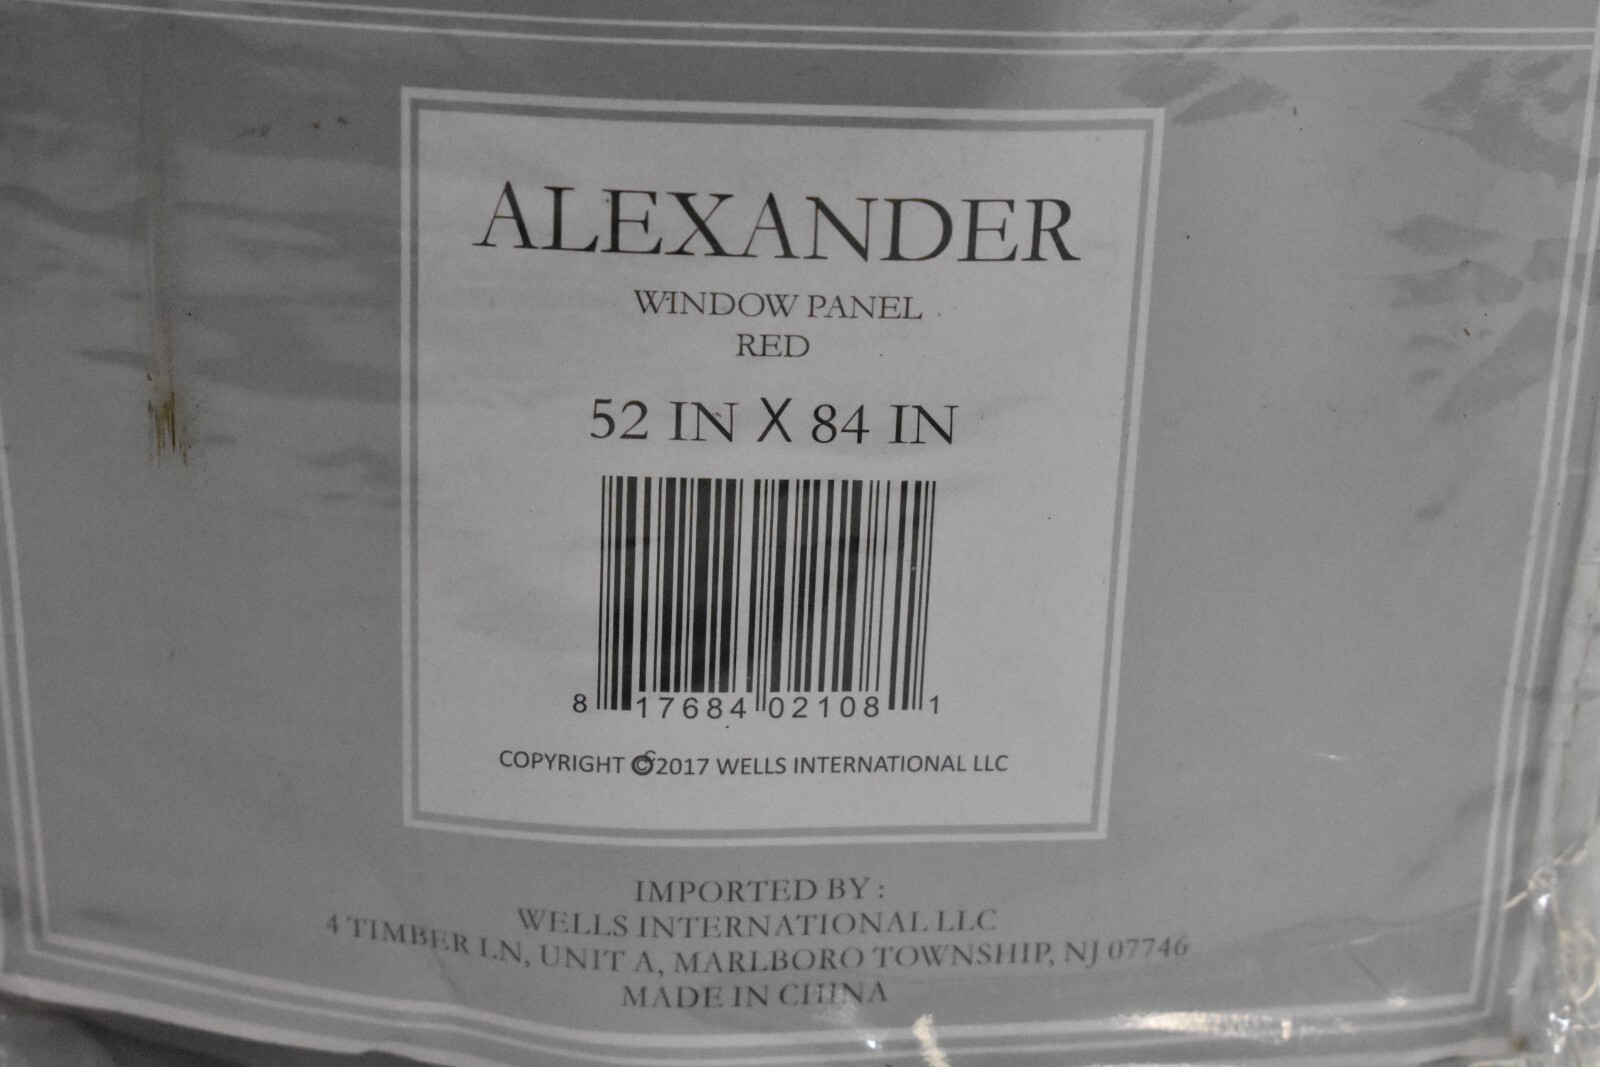 ALEXANDER
WINDOW PANEL
RED
52 IN X 84 IN
8 17684 02108 1
COPYRIGHT ©2017 WELLS INTERNATIONAL LLC
IMPORTED BY :
WELLS INTERNATIONAL LLC
4 TIMBER LN, UNIT A, MARLBORO TOWNSHIP, NJ 07746
MADE IN CHINA